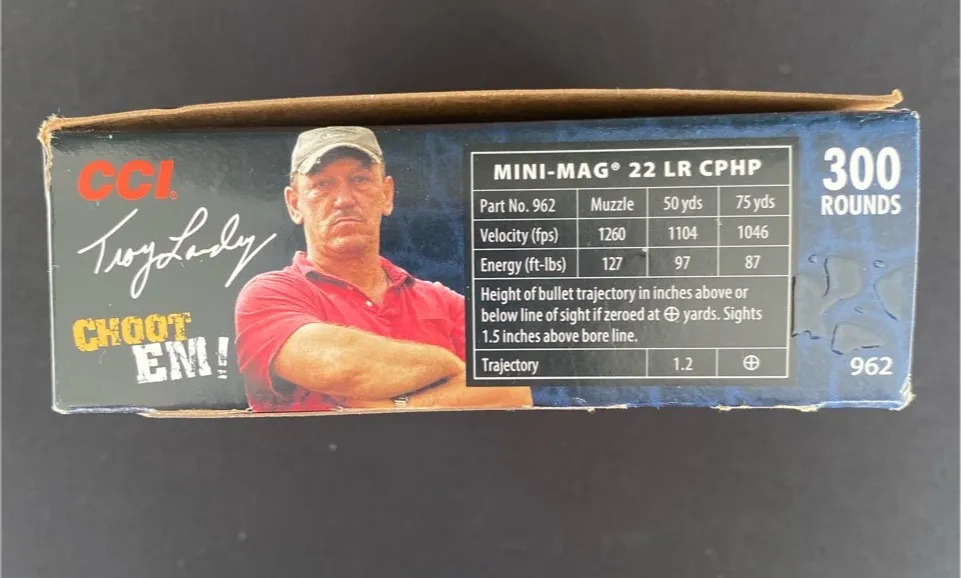 CCI®
Troy Landry
CHOOT
EM!
MINI-MAG® 22 LR CPHP
Part No. 962 Muzzle 50 yds 75 yds
Velocity (fps) 1260 1104 1046
Energy (ft-lbs) 127 97 87
Height of bullet trajectory in inches above or
below line of sight if zeroed at ⊕ yards. Sights
1.5 inches above bore line.
Trajectory 1.2 ⊕
300
ROUNDS
962